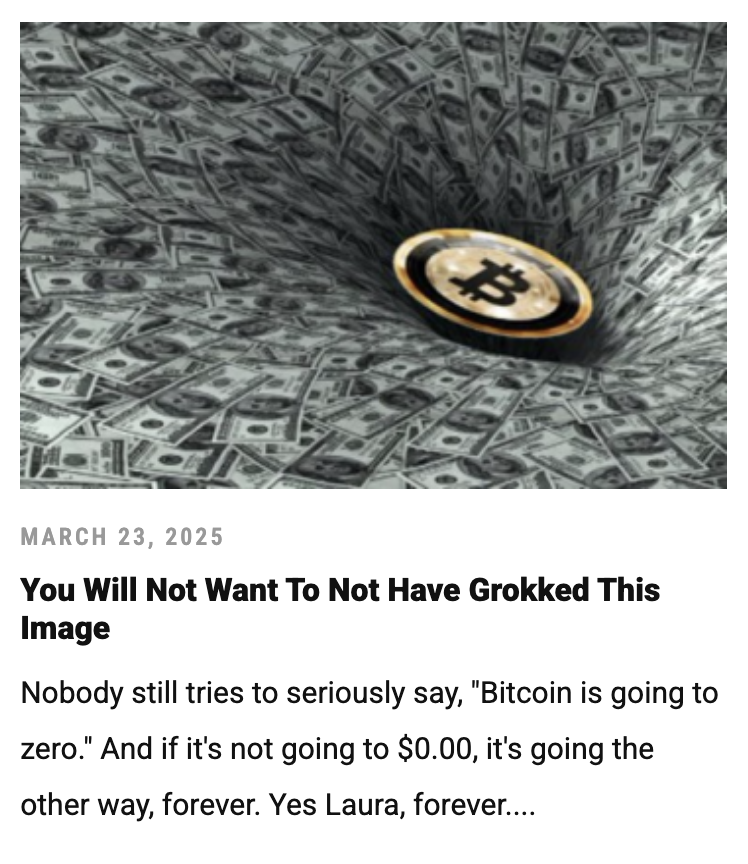 MARCH 23, 2025
You Will Not Want To Not Have Grokked This
Image
Nobody still tries to seriously say, "Bitcoin is going to
zero." And if it's not going to $0.00, it's going the
other way, forever. Yes Laura, forever....